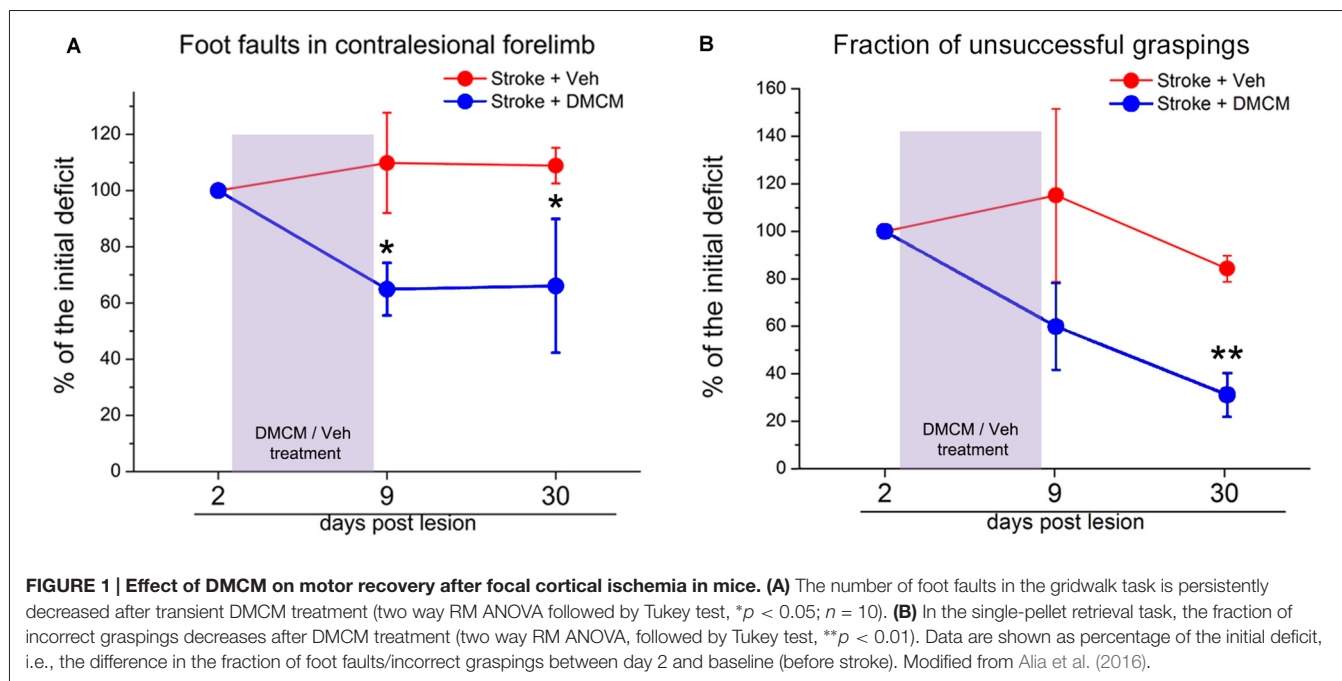 A Foot faults in contralesional forelimb
Stroke + Veh
Stroke + DMCM
% of the initial deficit
120
100
80
60
40
20
0
*
*
DMCM / Veh
treatment
2 9 30
days post lesion
B Fraction of unsuccessful graspings
Stroke + Veh
Stroke + DMCM
% of the initial deficit
160
140
120
100
80
60
40
20
0
**
DMCM / Veh
treatment
2 9 30
days post lesion
FIGURE 1 | Effect of DMCM on motor recovery after focal cortical ischemia in mice. (A) The number of foot faults in the gridwalk task is persistently
decreased after transient DMCM treatment (two way RM ANOVA followed by Tukey test, *p < 0.05; n = 10). (B) In the single-pellet retrieval task, the fraction of
incorrect graspings decreases after DMCM treatment (two way RM ANOVA, followed by Tukey test, **p < 0.01). Data are shown as percentage of the initial deficit,
i.e., the difference in the fraction of foot faults/incorrect graspings between day 2 and baseline (before stroke). Modified from Alia et al. (2016).